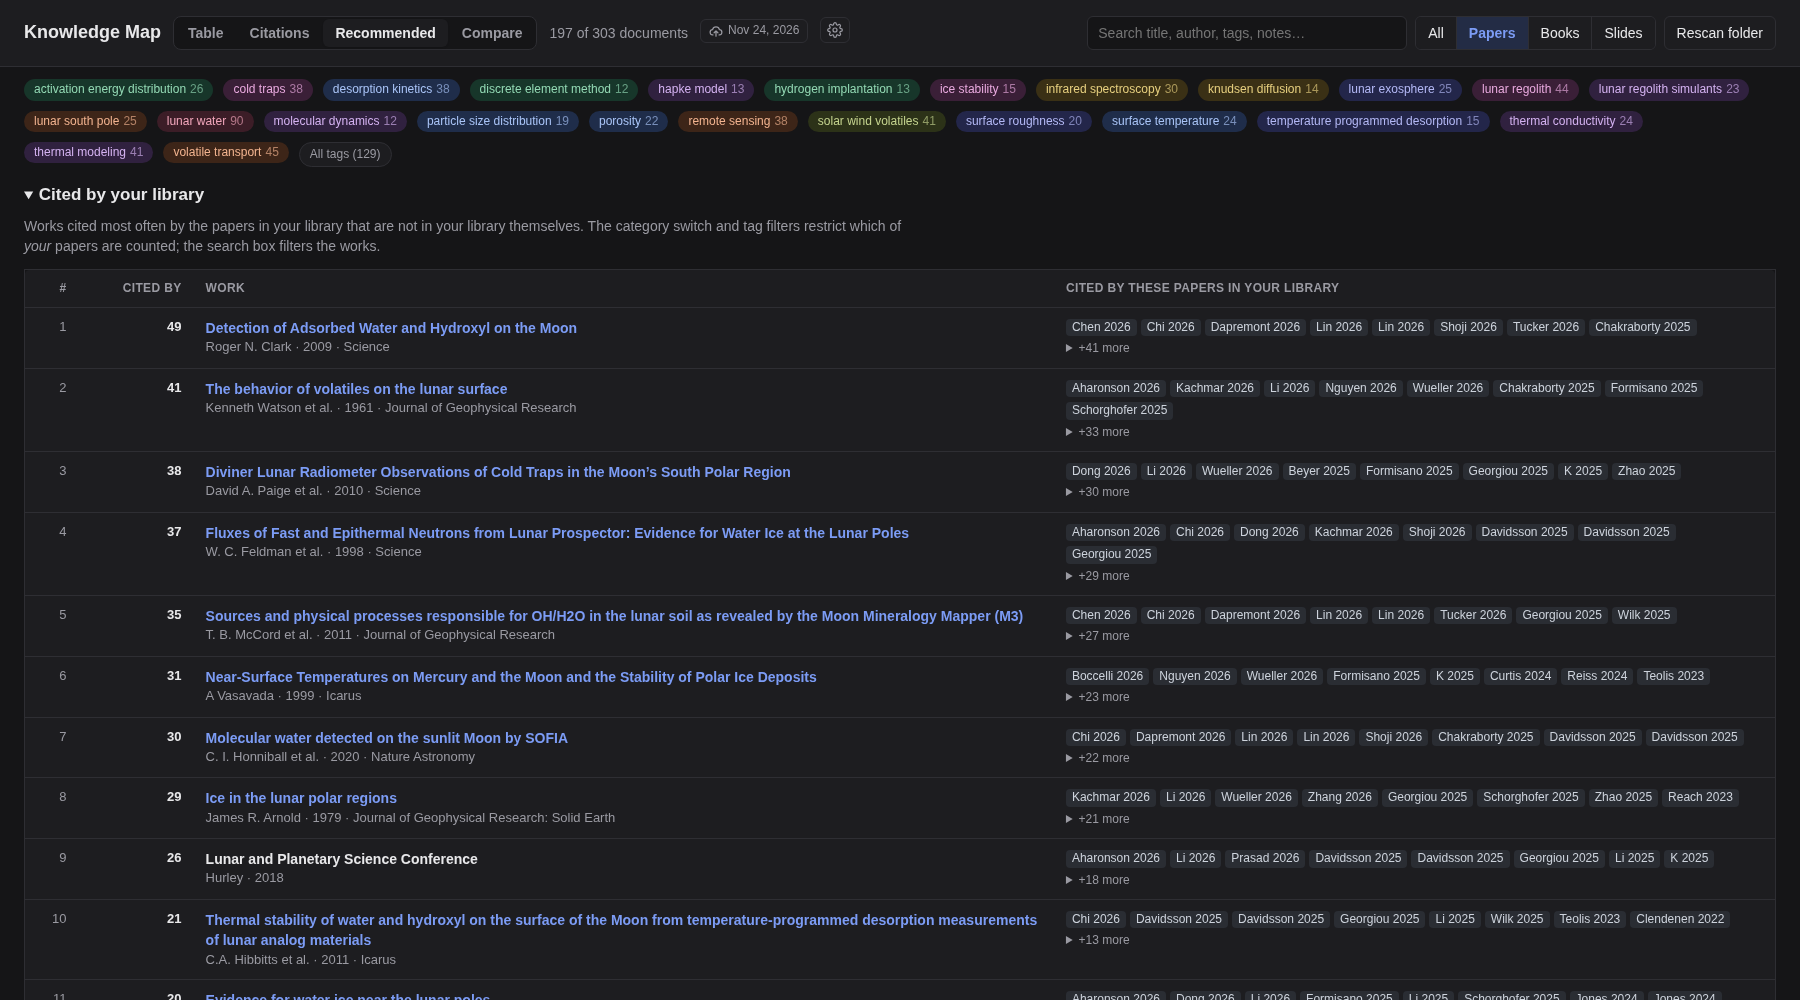 Knowledge Map Table Citations Recommended Compare 197 of 303 documents Nov 24, 2026 Search title, author, tags, notes… All Papers Books Slides Rescan folder
activation energy distribution 26 cold traps 38 desorption kinetics 38 discrete element method 12 hapke model 13 hydrogen implantation 13 ice stability 15 infrared spectroscopy 30 knudsen diffusion 14 lunar exosphere 25 lunar regolith 44 lunar regolith simulants 23
lunar south pole 25 lunar water 90 molecular dynamics 12 particle size distribution 19 porosity 22 remote sensing 38 solar wind volatiles 41 surface roughness 20 surface temperature 24 temperature programmed desorption 15 thermal conductivity 24
thermal modeling 41 volatile transport 45 All tags (129)
Cited by your library
Works cited most often by the papers in your library that are not in your library themselves. The category switch and tag filters restrict which of
your papers are counted; the search box filters the works.
# CITED BY WORK CITED BY THESE PAPERS IN YOUR LIBRARY
1 49 Detection of Adsorbed Water and Hydroxyl on the Moon Chen 2026 Chi 2026 Dapremont 2026 Lin 2026 Lin 2026 Shoji 2026 Tucker 2026 Chakraborty 2025
Roger N. Clark · 2009 · Science +41 more
2 41 The behavior of volatiles on the lunar surface Aharonson 2026 Kachmar 2026 Li 2026 Nguyen 2026 Wueller 2026 Chakraborty 2025 Formisano 2025
Kenneth Watson et al. · 1961 · Journal of Geophysical Research Schorghofer 2025
+33 more
3 38 Diviner Lunar Radiometer Observations of Cold Traps in the Moon’s South Polar Region Dong 2026 Li 2026 Wueller 2026 Beyer 2025 Formisano 2025 Georgiou 2025 K 2025 Zhao 2025
David A. Paige et al. · 2010 · Science +30 more
4 37 Fluxes of Fast and Epithermal Neutrons from Lunar Prospector: Evidence for Water Ice at the Lunar Poles Aharonson 2026 Chi 2026 Dong 2026 Kachmar 2026 Shoji 2026 Davidsson 2025 Davidsson 2025
W. C. Feldman et al. · 1998 · Science Georgiou 2025
+29 more
5 35 Sources and physical processes responsible for OH/H2O in the lunar soil as revealed by the Moon Mineralogy Mapper (M3) Chen 2026 Chi 2026 Dapremont 2026 Lin 2026 Lin 2026 Tucker 2026 Georgiou 2025 Wilk 2025
T. B. McCord et al. · 2011 · Journal of Geophysical Research +27 more
6 31 Near-Surface Temperatures on Mercury and the Moon and the Stability of Polar Ice Deposits Boccelli 2026 Nguyen 2026 Wueller 2026 Formisano 2025 K 2025 Curtis 2024 Reiss 2024 Teolis 2023
A Vasavada · 1999 · Icarus +23 more
7 30 Molecular water detected on the sunlit Moon by SOFIA Chi 2026 Dapremont 2026 Lin 2026 Lin 2026 Shoji 2026 Chakraborty 2025 Davidsson 2025 Davidsson 2025
C. I. Honniball et al. · 2020 · Nature Astronomy +22 more
8 29 Ice in the lunar polar regions Kachmar 2026 Li 2026 Wueller 2026 Zhang 2026 Georgiou 2025 Schorghofer 2025 Zhao 2025 Reach 2023
James R. Arnold · 1979 · Journal of Geophysical Research: Solid Earth +21 more
9 26 Lunar and Planetary Science Conference Aharonson 2026 Li 2026 Prasad 2026 Davidsson 2025 Davidsson 2025 Georgiou 2025 Li 2025 K 2025
Hurley · 2018 +18 more
10 21 Thermal stability of water and hydroxyl on the surface of the Moon from temperature-programmed desorption measurements Chi 2026 Davidsson 2025 Davidsson 2025 Georgiou 2025 Li 2025 Wilk 2025 Teolis 2023 Clendenen 2022
of lunar analog materials +13 more
C.A. Hibbitts et al. · 2011 · Icarus
11 20 Evidence for water ice near the lunar poles Aharonson 2026 Dong 2026 Li 2026 Formisano 2025 Li 2025 Schorghofer 2025 Jones 2024 Jones 2024